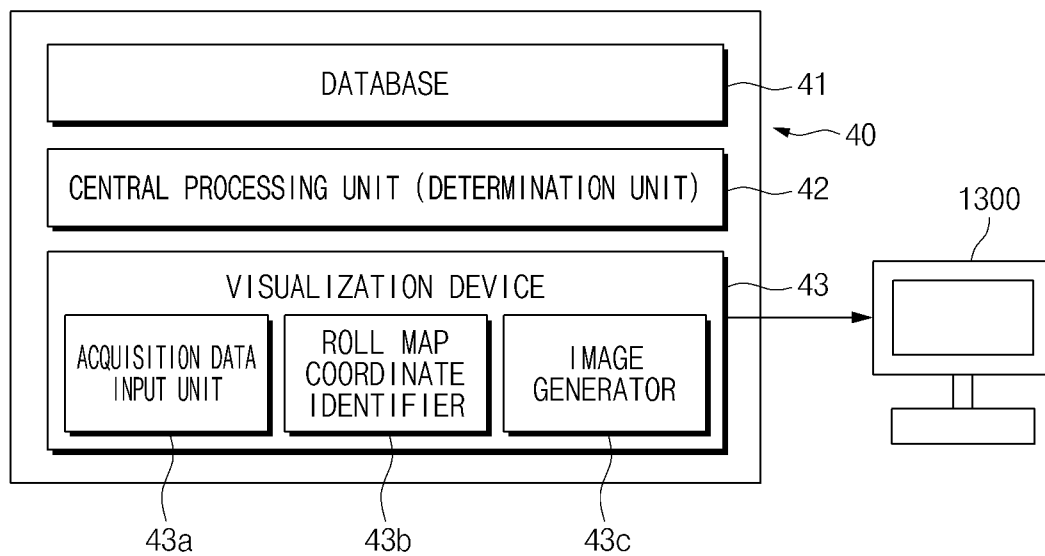 DATABASE
41
40
CENTRAL PROCESSING UNIT (DETERMINATION UNIT)
42
1300
VISUALIZATION DEVICE
43
ACQUISITION DATA
INPUT UNIT
ROLL MAP
COORDINATE
IDENTIFIER
IMAGE
GENERATOR
43a
43b
43c